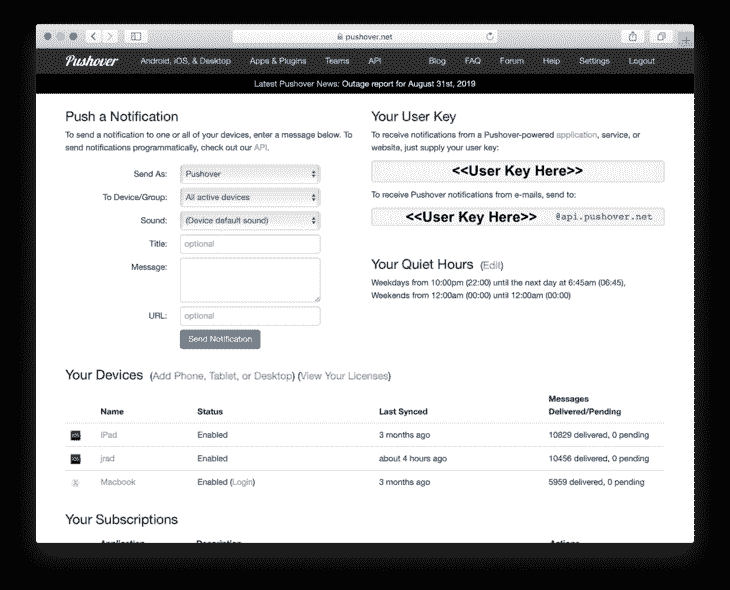 pushover.net
Pushover Android, iOS, & Desktop Apps & Plugins Teams API Blog FAQ Forum Help Settings Logout
Latest Pushover News: Outage report for August 31st, 2019
Push a Notification
To send a notification to one or all of your devices, enter a message below. To
send notifications programmatically, check out our API.
Send As: Pushover
To Device/Group: All active devices
Sound: (Device default sound)
Title: optional
Message:
URL: optional
Send Notification
Your User Key
To receive notifications from a Pushover-powered application, service, or
website, just supply your user key:
<<User Key Here>>
To receive Pushover notifications from e-mails, send to:
<<User Key Here>> @api.pushover.net
Your Quiet Hours (Edit)
Weekdays from 10:00pm (22:00) until the next day at 6:45am (06:45),
Weekends from 12:00am (00:00) until 12:00am (00:00)
Your Devices (Add Phone, Tablet, or Desktop) (View Your Licenses)
Messages
Name Status Last Synced Delivered/Pending
iOS iPad Enabled 3 months ago 10829 delivered, 0 pending
iOS jrad Enabled about 4 hours ago 10456 delivered, 0 pending
Macbook Enabled (Login) 3 months ago 5959 delivered, 0 pending
Your Subscriptions
Application Description Actions